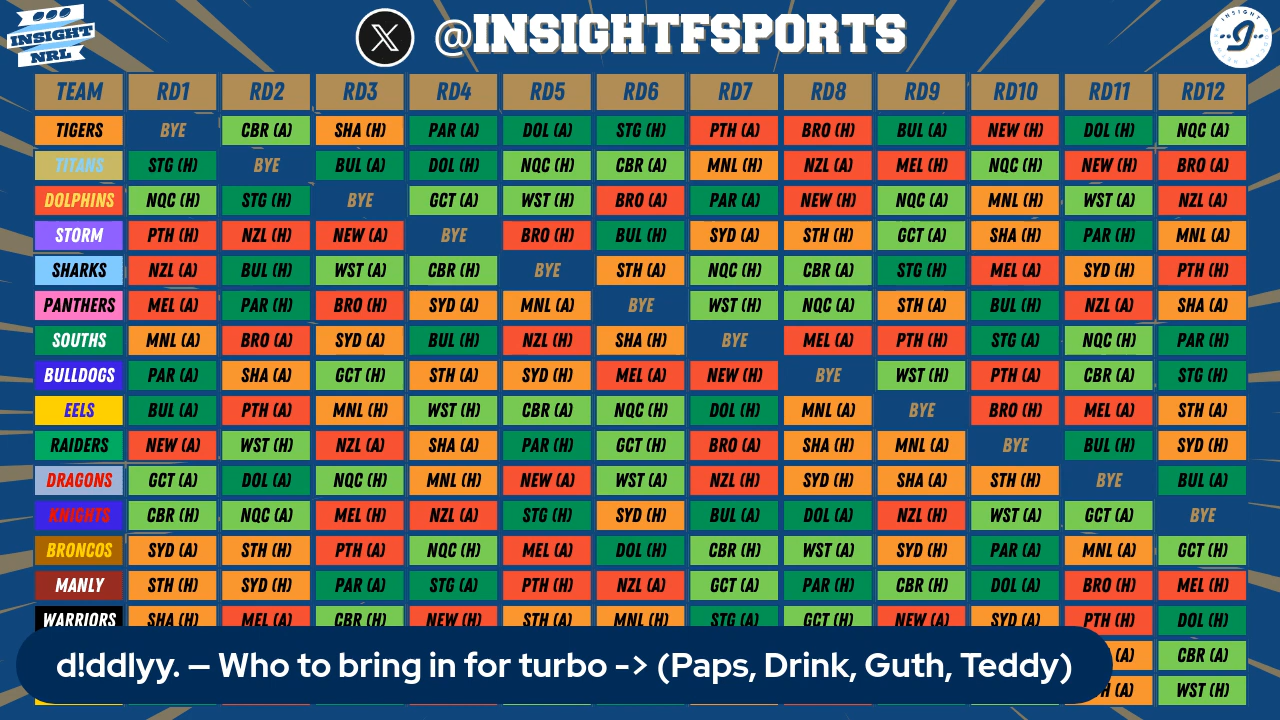 INSIGHT
NRL
@INSIGHTFSPORTS
INSIGHT
TEAM RD1 RD2 RD3 RD4 RD5 RD6 RD7 RD8 RD9 RD10 RD11 RD12
TIGERS BYE CBR (A) SHA (H) PAR (A) DOL (A) STG (H) PTH (A) BRO (H) BUL (A) NEW (H) DOL (H) NQC (A)
TITANS STG (H) BYE BUL (A) DOL (H) NQC (H) CBR (A) MNL (H) NZL (A) MEL (H) NQC (H) NEW (H) BRO (A)
DOLPHINS NQC (H) STG (H) BYE GCT (A) WST (H) BRO (A) PAR (A) NEW (H) NQC (A) MNL (H) WST (A) NZL (A)
STORM PTH (H) NZL (H) NEW (A) BYE BRO (H) BUL (H) SYD (A) STH (H) GCT (A) SHA (H) PAR (H) MNL (A)
SHARKS NZL (A) BUL (H) WST (A) CBR (H) BYE STH (A) NQC (H) CBR (A) STG (H) MEL (A) SYD (H) PTH (H)
PANTHERS MEL (A) PAR (H) BRO (H) SYD (A) MNL (A) BYE WST (H) NQC (A) STH (A) BUL (H) NZL (A) SHA (A)
SOUTHS MNL (A) BRO (A) SYD (A) BUL (H) NZL (H) SHA (H) BYE MEL (A) PTH (H) STG (A) NQC (H) PAR (H)
BULLDOGS PAR (A) SHA (A) GCT (H) STH (A) SYD (H) MEL (A) NEW (H) BYE WST (H) PTH (A) CBR (A) STG (H)
EELS BUL (A) PTH (A) MNL (H) WST (H) CBR (A) NQC (H) DOL (H) MNL (A) BYE BRO (H) MEL (A) STH (A)
RAIDERS NEW (A) WST (H) NZL (A) SHA (A) PAR (H) GCT (H) BRO (A) SHA (H) MNL (A) BYE BUL (H) SYD (H)
DRAGONS GCT (A) DOL (A) NQC (H) MNL (H) NEW (A) WST (A) NZL (H) SYD (H) SHA (A) STH (H) BYE BUL (A)
KNIGHTS CBR (H) NQC (A) MEL (H) NZL (A) STG (H) SYD (H) BUL (A) DOL (A) NZL (H) WST (A) GCT (A) BYE
BRONCOS SYD (A) STH (H) PTH (A) NQC (H) MEL (A) DOL (H) CBR (H) WST (A) SYD (H) PAR (A) MNL (A) GCT (H)
MANLY STH (H) SYD (H) PAR (A) STG (A) PTH (H) NZL (A) GCT (A) PAR (H) CBR (H) DOL (A) BRO (H) MEL (H)
WARRIORS SHA (H) MEL (A) CBR (H) NEW (H) STH (A) MNL (H) STG (A) GCT (H) NEW (A) SYD (A) PTH (H) DOL (H)
(A) CBR (A)
(A) WST (H)
d!ddlyy. – Who to bring in for turbo -> (Paps, Drink, Guth, Teddy)